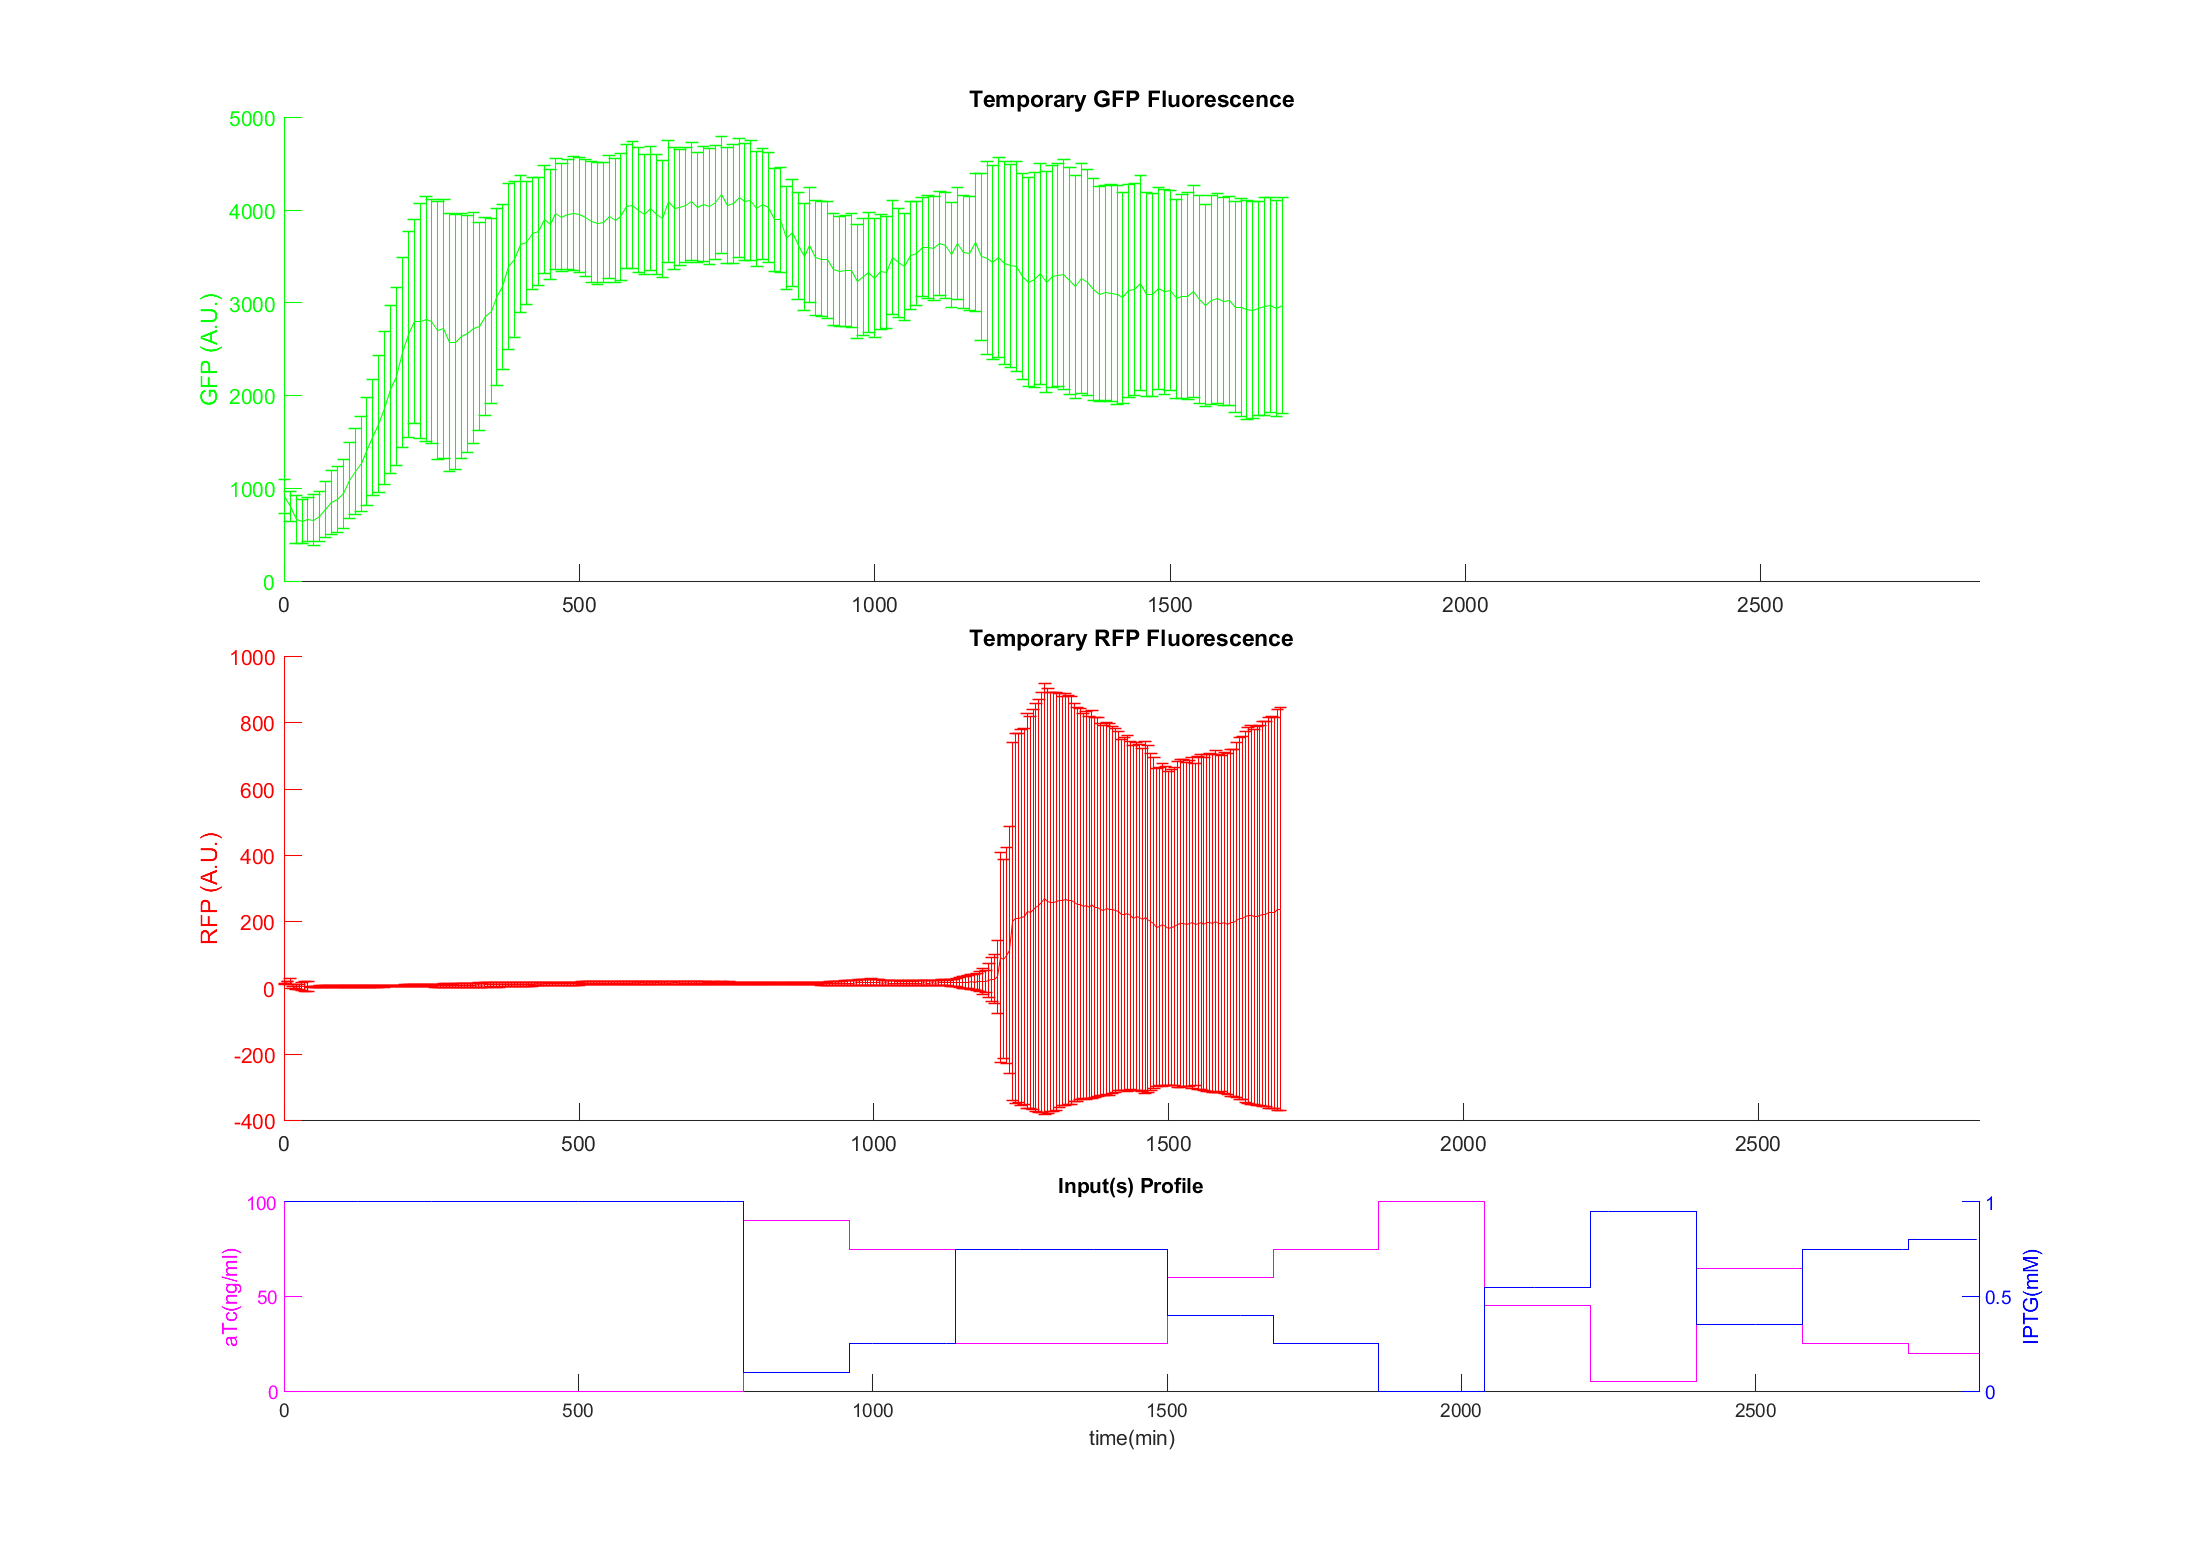 Temporary GFP Fluorescence
GFP (A.U.)
5000
4000
3000
2000
1000
0
0 500 1000 1500 2000 2500
Temporary RFP Fluorescence
RFP (A.U.)
1000
800
600
400
200
0
-200
-400
0 500 1000 1500 2000 2500
Input(s) Profile
aTc(ng/ml)
100
50
0
1
0.5
0
IPTG(mM)
0 500 1000 1500 2000 2500
time(min)